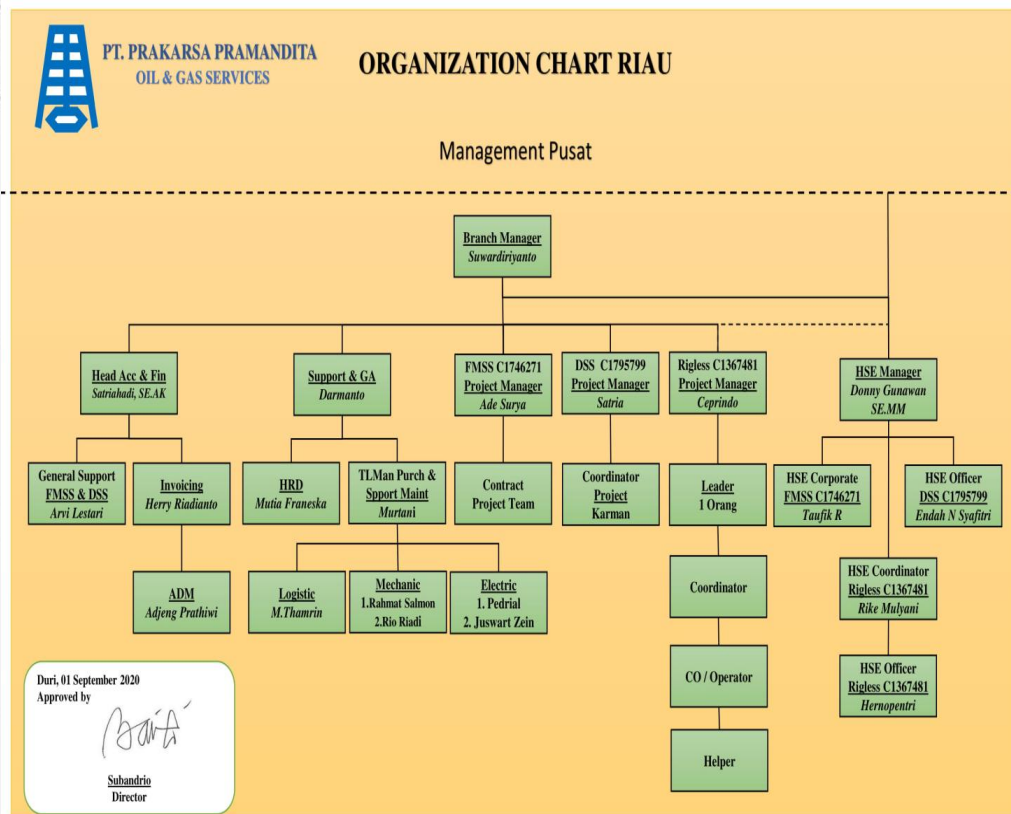 PT. PRAKARSA PRAMANDITA
OIL & GAS SERVICES
ORGANIZATION CHART RIAU
Management Pusat
Branch Manager
Suwardiriyanto
Head Acc & Fin
Satriahadi, SE.AK
Support & GA
Darmanto
FMSS C1746271
Project Manager
Ade Surya
DSS C1795799
Project Manager
Satria
Rigless C1367481
Project Manager
Ceprindo
HSE Manager
Donny Gunawan
SE.MM
General Support
FMSS & DSS
Arvi Lestari
Invoicing
Herry Riadianto
HRD
Mutia Franeska
TLMan Purch &
Spport Maint
Murtani
Contract
Project Team
Coordinator
Project
Karman
Leader
1 Orang
HSE Corporate
FMSS C1746271
Taufik R
HSE Officer
DSS C1795799
Endah N Syafitri
ADM
Adjeng Prathiwi
Logistic
M.Thamrin
Mechanic
1.Rahmat Salmon
2.Rio Riadi
Electric
1. Pedrial
2. Juswart Zein
Coordinator
HSE Coordinator
Rigless C1367481
Rike Mulyani
CO / Operator
HSE Officer
Rigless C1367481
Hernopentri
Helper
Duri, 01 September 2020
Approved by
Subandrio
Director